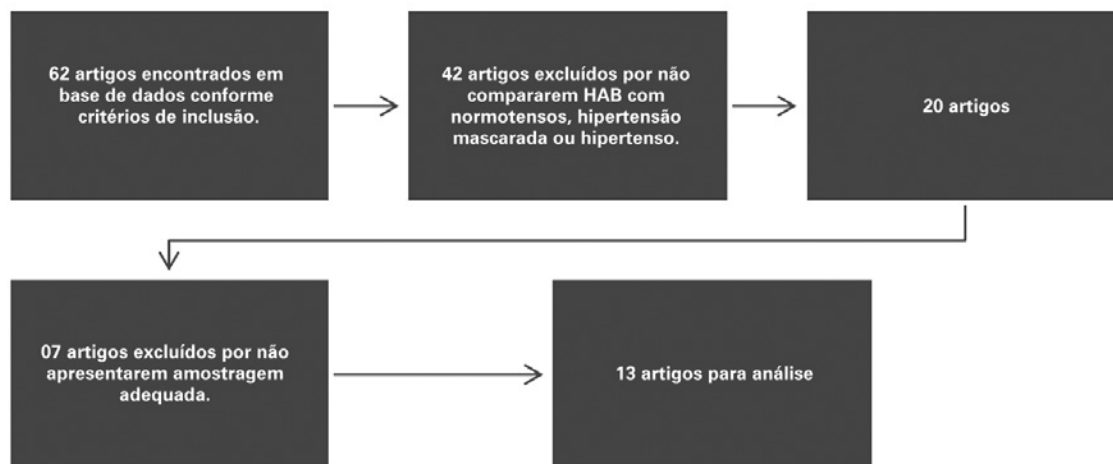 62 artigos encontrados em
base de dados conforme
critérios de inclusão.
42 artigos excluídos por não
compararem HAB com
normotensos, hipertensão
mascarada ou hipertenso.
20 artigos
07 artigos excluídos por não
apresentarem amostragem
adequada.
13 artigos para análise